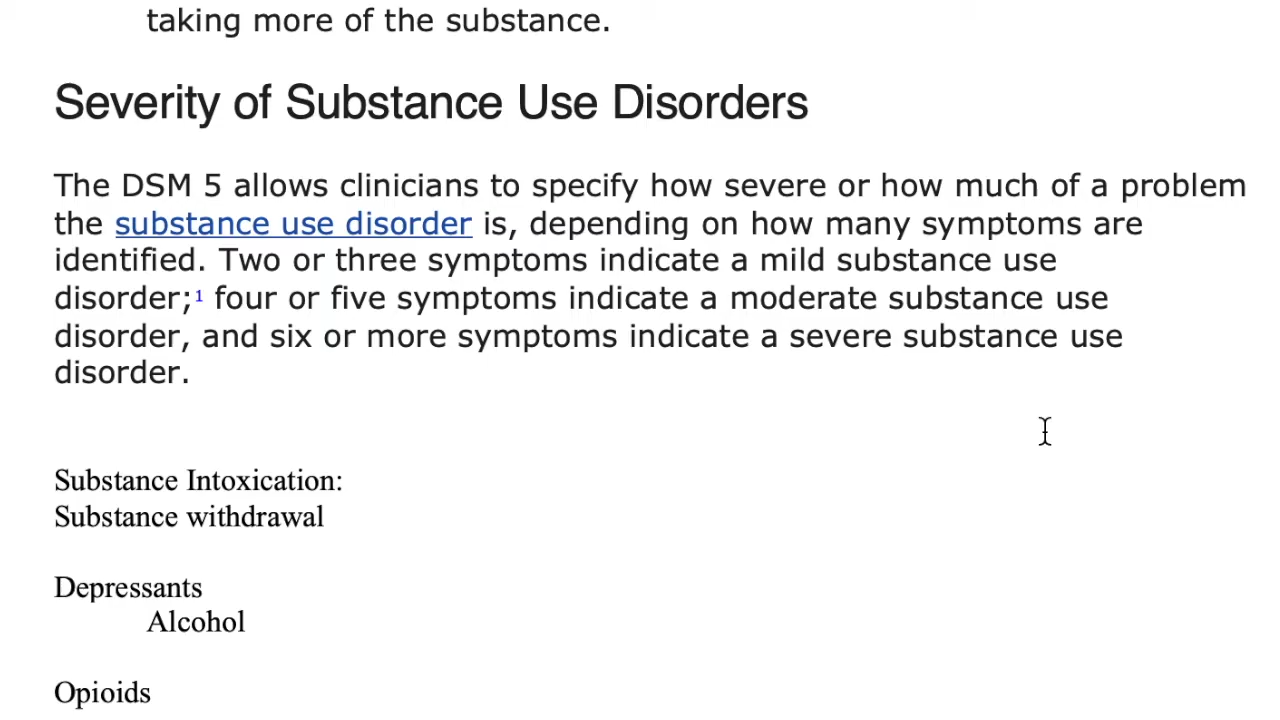 taking more of the substance.
Severity of Substance Use Disorders
The DSM 5 allows clinicians to specify how severe or how much of a problem
the substance use disorder is, depending on how many symptoms are
identified. Two or three symptoms indicate a mild substance use
disorder;1 four or five symptoms indicate a moderate substance use
disorder, and six or more symptoms indicate a severe substance use
disorder.
Substance Intoxication:
Substance withdrawal
Depressants
Alcohol
Opioids